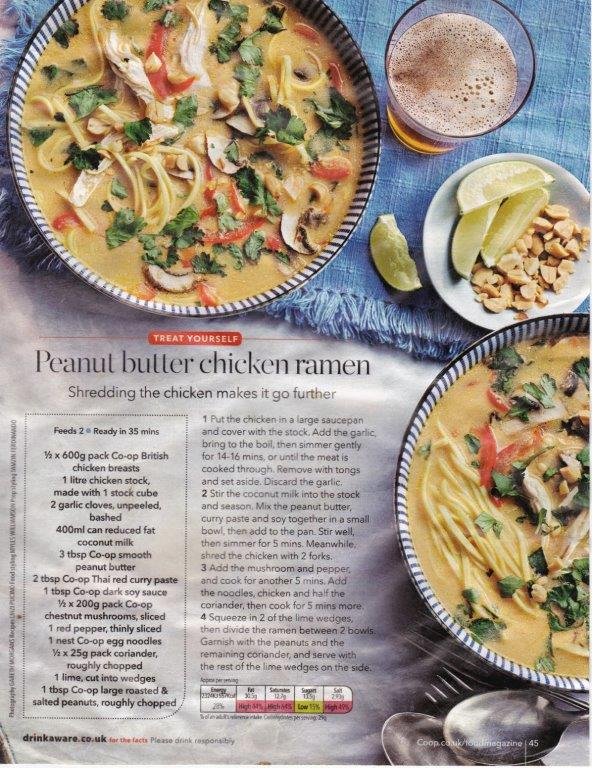 TREAT YOURSELF
Peanut butter chicken ramen
Shredding the chicken makes it go further
Feeds 2 • Ready in 35 mins
½ x 600g pack Co-op British
chicken breasts
1 litre chicken stock,
made with 1 stock cube
2 garlic cloves, unpeeled,
bashed
400ml can reduced fat
coconut milk
3 tbsp Co-op smooth
peanut butter
2 tbsp Co-op Thai red curry paste
1 tbsp Co-op dark soy sauce
½ x 200g pack Co-op
chestnut mushrooms, sliced
1 red pepper, thinly sliced
1 nest Co-op egg noodles
½ x 25g pack coriander,
roughly chopped
1 lime, cut into wedges
1 tbsp Co-op large roasted &
salted peanuts, roughly chopped
1 Put the chicken in a large saucepan
and cover with the stock. Add the garlic,
bring to the boil, then simmer gently
for 14-16 mins, or until the meat is
cooked through. Remove with tongs
and set aside. Discard the garlic.
2 Stir the coconut milk into the stock
and season. Mix the peanut butter,
curry paste and soy together in a small
bowl, then add to the pan. Stir well,
then simmer for 5 mins. Meanwhile,
shred the chicken with 2 forks.
3 Add the mushroom and pepper,
and cook for another 5 mins. Add
the noodles, chicken and half the
coriander, then cook for 5 mins more.
4 Squeeze in 2 of the lime wedges,
then divide the ramen between 2 bowls.
Garnish with the peanuts and the
remaining coriander, and serve with
the rest of the lime wedges on the side.
Approx per serving
Energy Fat Saturates Sugars Salt
30.5g 12.7g 13.5g 2.93g
28% High 44% High 64% Low 15% High 49%
% of an adult's reference intake. Carbohydrates per serving: 29g
Photography GARETH MORGANS Recipes Food styling MYLES WILLIAMSON Prop styling
drinkaware.co.uk for the facts Please drink responsibly
Coop.co.uk/foodmagazine | 45